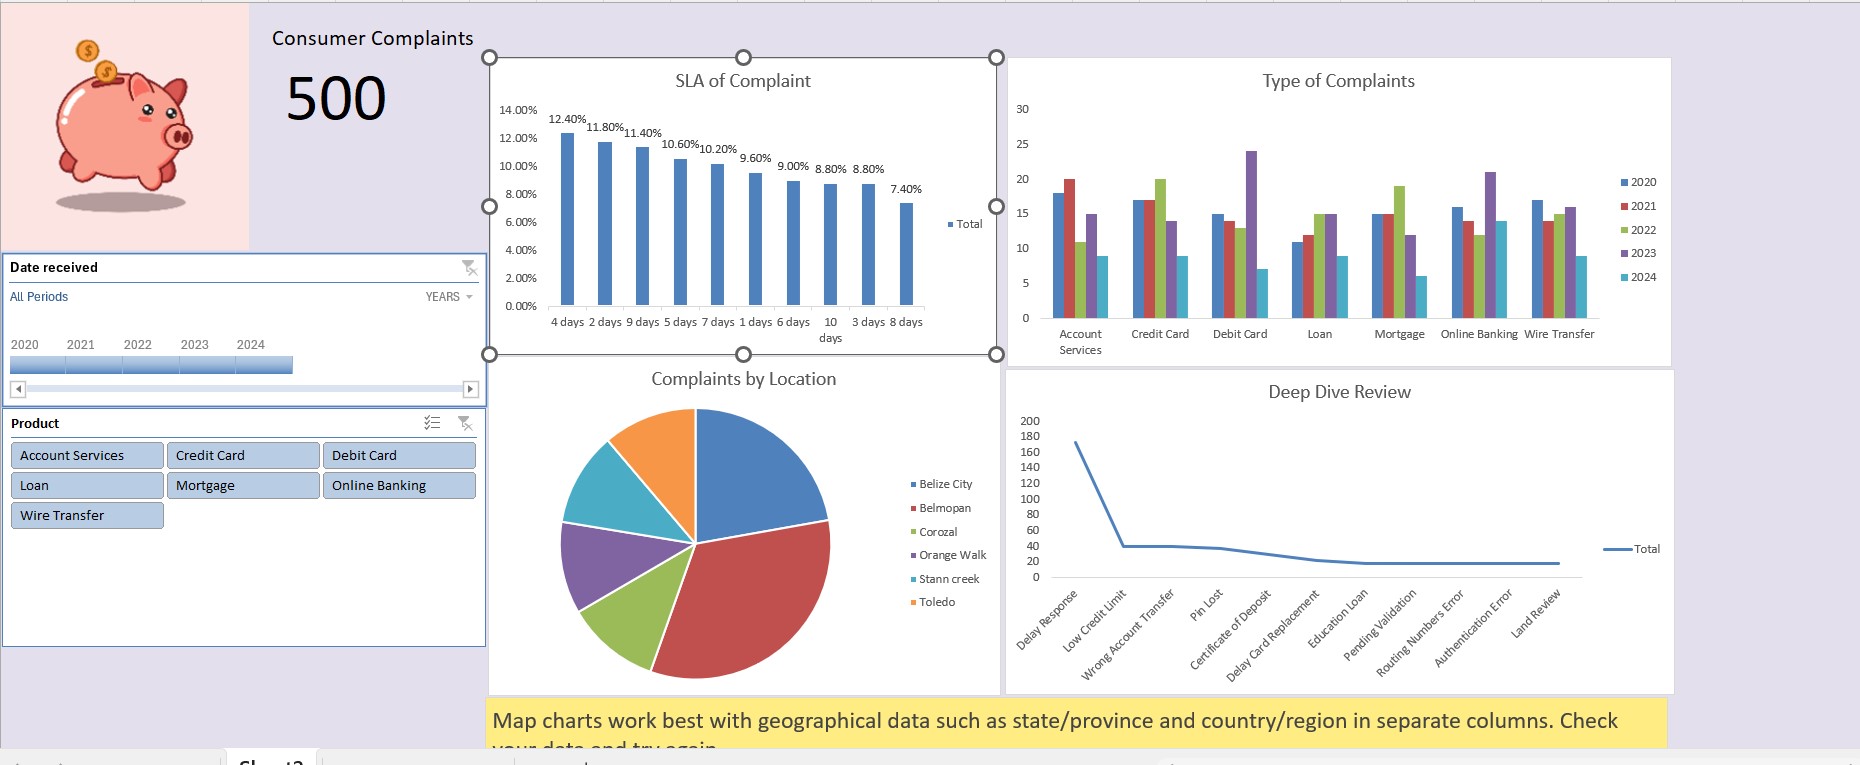 Consumer Complaints
500
Date received
All Periods
YEARS
2020 2021 2022 2023 2024
Product
Account Services Credit Card Debit Card
Loan Mortgage Online Banking
Wire Transfer
SLA of Complaint
14.00%
12.00%
10.00%
8.00%
6.00%
4.00%
2.00%
0.00%
12.40% 11.80% 11.40% 10.60% 10.20% 9.60% 9.00% 8.80% 8.80% 7.40%
4 days 2 days 9 days 5 days 7 days 1 days 6 days 10 days 3 days 8 days
Total
Type of Complaints
30
25
20
15
10
5
0
Account Services Credit Card Debit Card Loan Mortgage Online Banking Wire Transfer
2020
2021
2022
2023
2024
Complaints by Location
Belize City
Belmopan
Corozal
Orange Walk
Stann creek
Toledo
Deep Dive Review
200
180
160
140
120
100
80
60
40
20
0
Delay Response
Low Credit Limit
Wrong Account Transfer
Pin Lost
Certificate of Deposit
Delay Card Replacement
Education Loan
Pending Validation
Routing Numbers Error
Authentication Error
Land Review
Total
Map charts work best with geographical data such as state/province and country/region in separate columns. Check
your data and try again